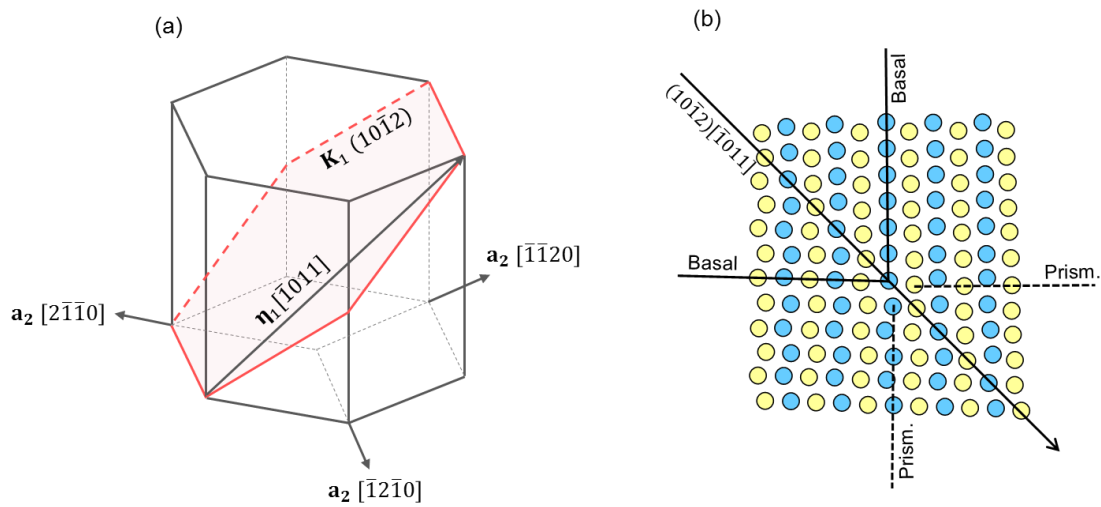 (a)
K₁ (101̅2)
η₁[1̅011]
a₂ [1̅1̅20]
a₂ [21̅1̅0]
a₂ [1̅21̅0]
(b)
Basal
(101̅2)[1̅011]
Basal
Prism.
Prism.